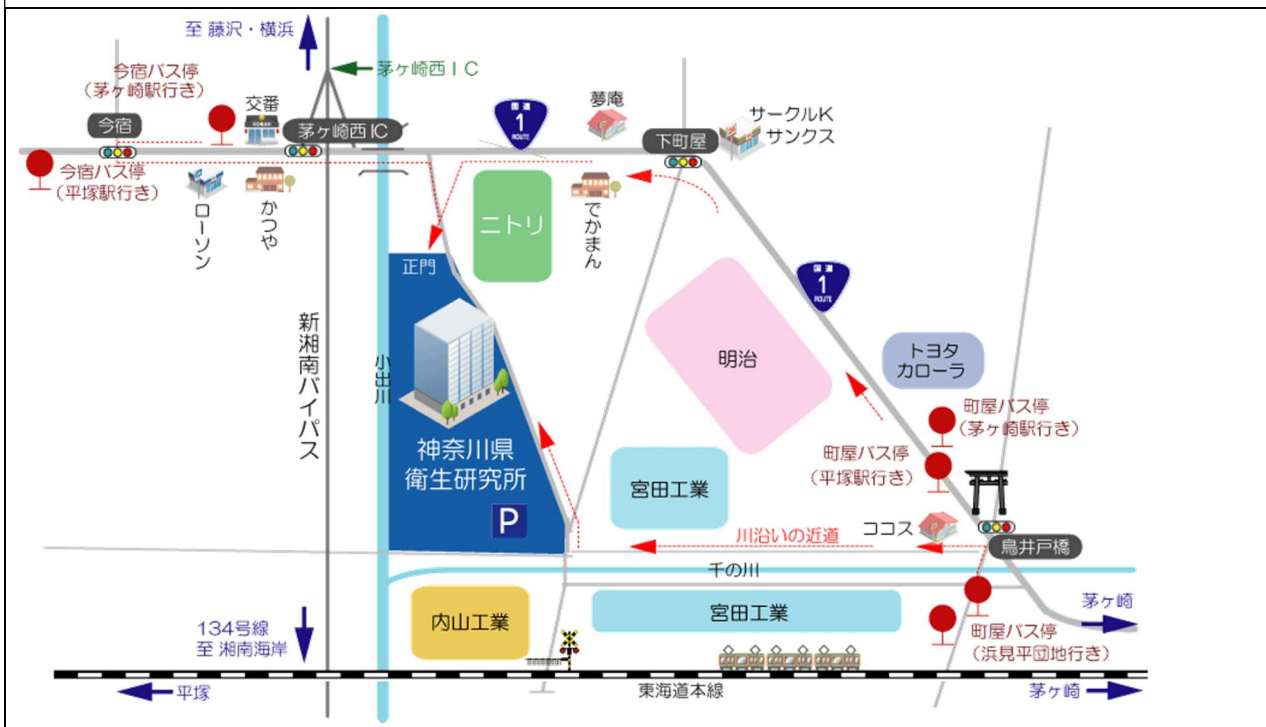 至 藤沢・横浜
今宿バス停
(茅ヶ崎駅行き)
茅ヶ崎西IC
交番
今宿
茅ヶ崎西IC
国道
1
ROUTE
夢庵
下町屋
サークルK
サンクス
今宿バス停
(平塚駅行き)
ローソン
かつや
ニトリ
でかまん
正門
国道
1
ROUTE
新湘南バイパス
小出川
明治
トヨタ
カローラ
町屋バス停
(茅ヶ崎駅行き)
町屋バス停
(平塚駅行き)
神奈川県
衛生研究所
P
宮田工業
ココス
川沿いの近道
鳥井戸橋
千の川
内山工業
宮田工業
茅ヶ崎
134号線
至 湘南海岸
町屋バス停
(浜見平団地行き)
平塚
東海道本線
茅ヶ崎